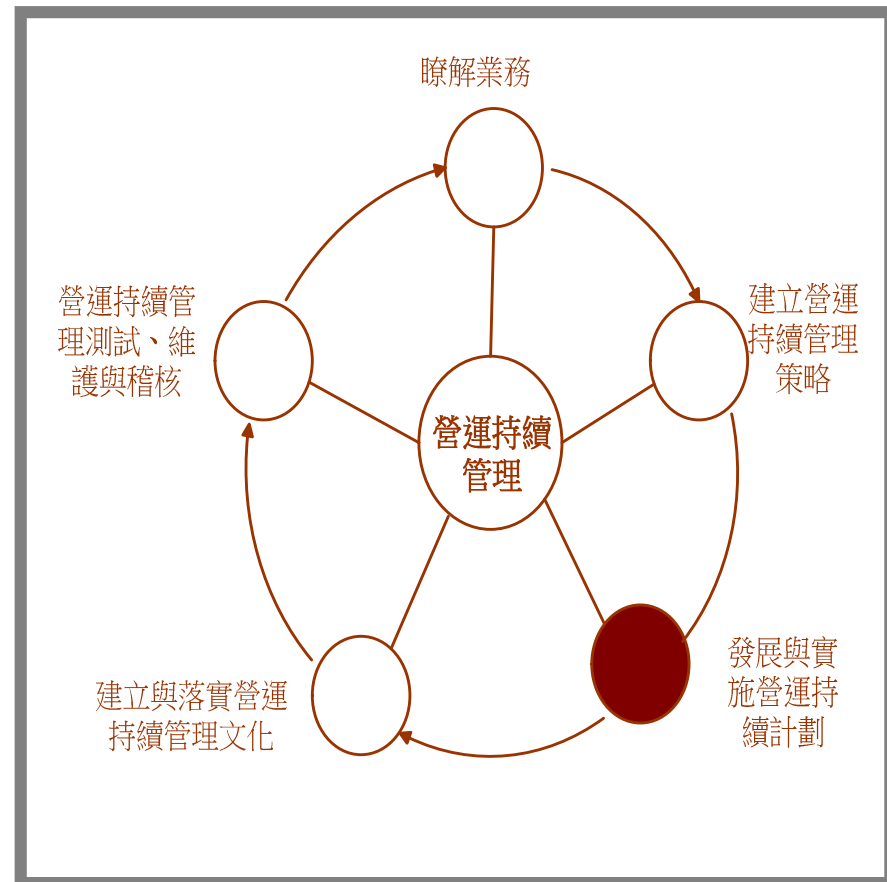 瞭解業務
營運持續管
理測試、維
護與稽核
建立營運
持續管理
策略
營運持續
管理
建立與落實營運
持續管理文化
發展與實
施營運持
續計劃